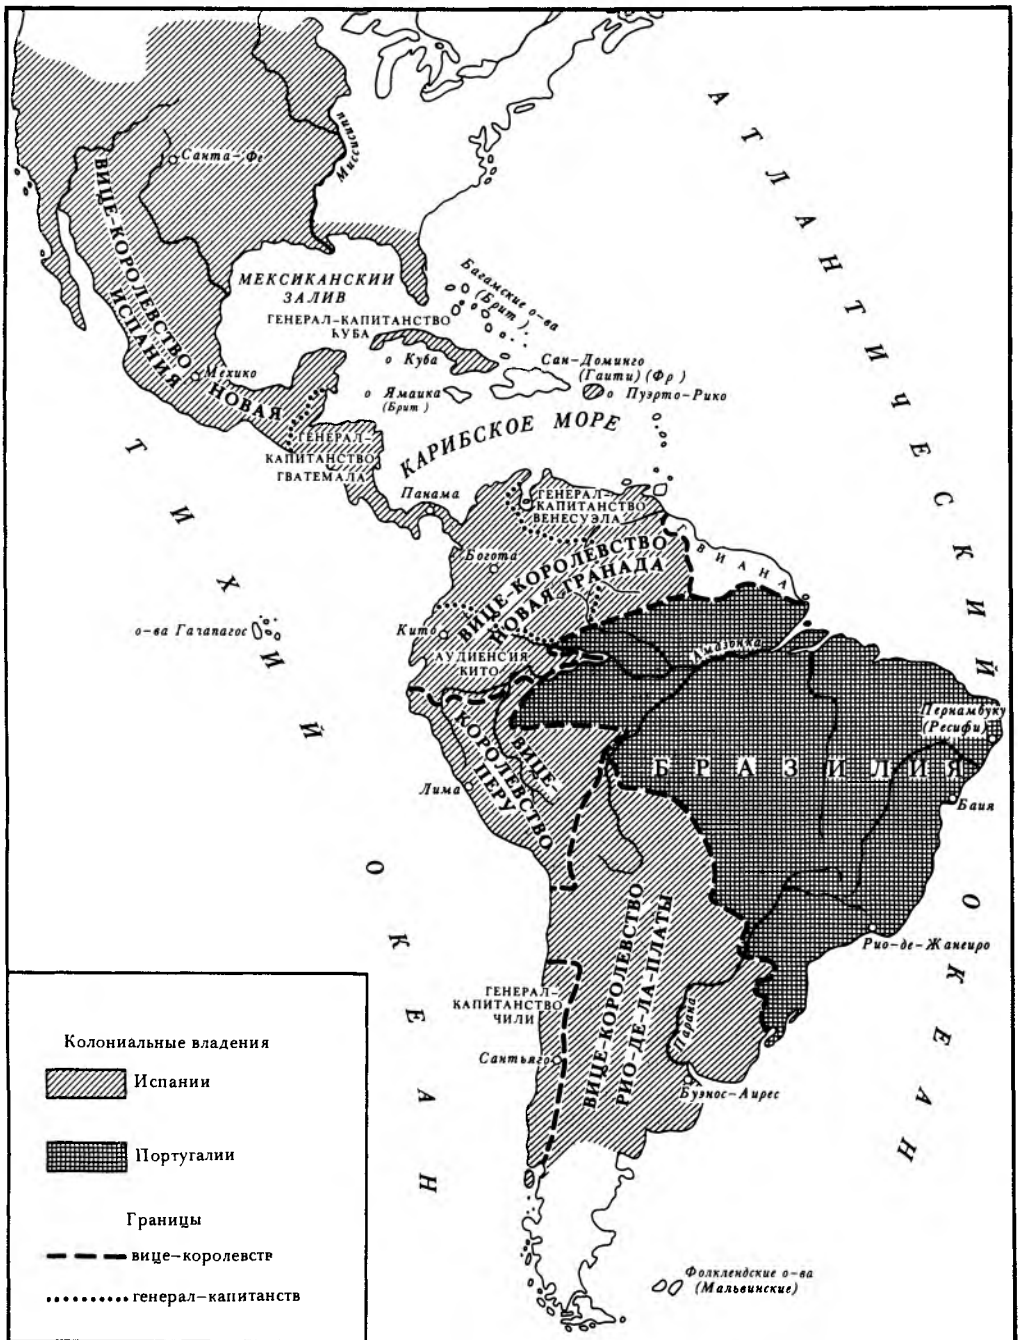 АТЛАНТИЧЕСКИЙ ОКЕАН
Миссисипи
Санта-Фе
ВИЦЕ-КОРОЛЕВСТВО
НОВАЯ ИСПАНИЯ
МЕКСИКАНСКИЙ
ЗАЛИВ
Багамские о-ва
(Брит).
ГЕНЕРАЛ-КАПИТАНСТВО
КУБА
Куба
Сан-Доминго
(Гаити) (Фр)
Мехико
Ямаика
(Брит)
Пуэрто-Рико
КАРИБСКОЕ МОРЕ
ГЕНЕРАЛ-
КАПИТАНСТВО
ГВАТЕМАЛА
Панама
ГЕНЕРАЛ-
КАПИТАНСТВО
ВЕНЕСУЭЛА
ТИХИЙ ОКЕАН
ГВИАНА
Богота
ВИЦЕ-КОРОЛЕВСТВО
НОВАЯ ГРАНАДА
о-ва Гачапагос
Кито
АУДИЕНСИЯ
КИТО
Амазонка
Пернамбуку
(Ресифи)
ВИЦЕ-
КОРОЛЕВСТВО
ПЕРУ
БРАЗИЛИЯ
Лима
Баия
ВИЦЕ-КОРОЛЕВСТВО
РИО-ДЕ-ЛА-ПЛАТЫ
Рио-де-Жанеиро
ГЕНЕРАЛ-
КАПИТАНСТВО
ЧИЛИ
Парана
Сантьяго
Буэнос-Аирес
Колониальные владения
Испании
Португалии
Границы
вице-королевств
генерал-капитанств
Фолклендские о-ва
(Мальвинские)